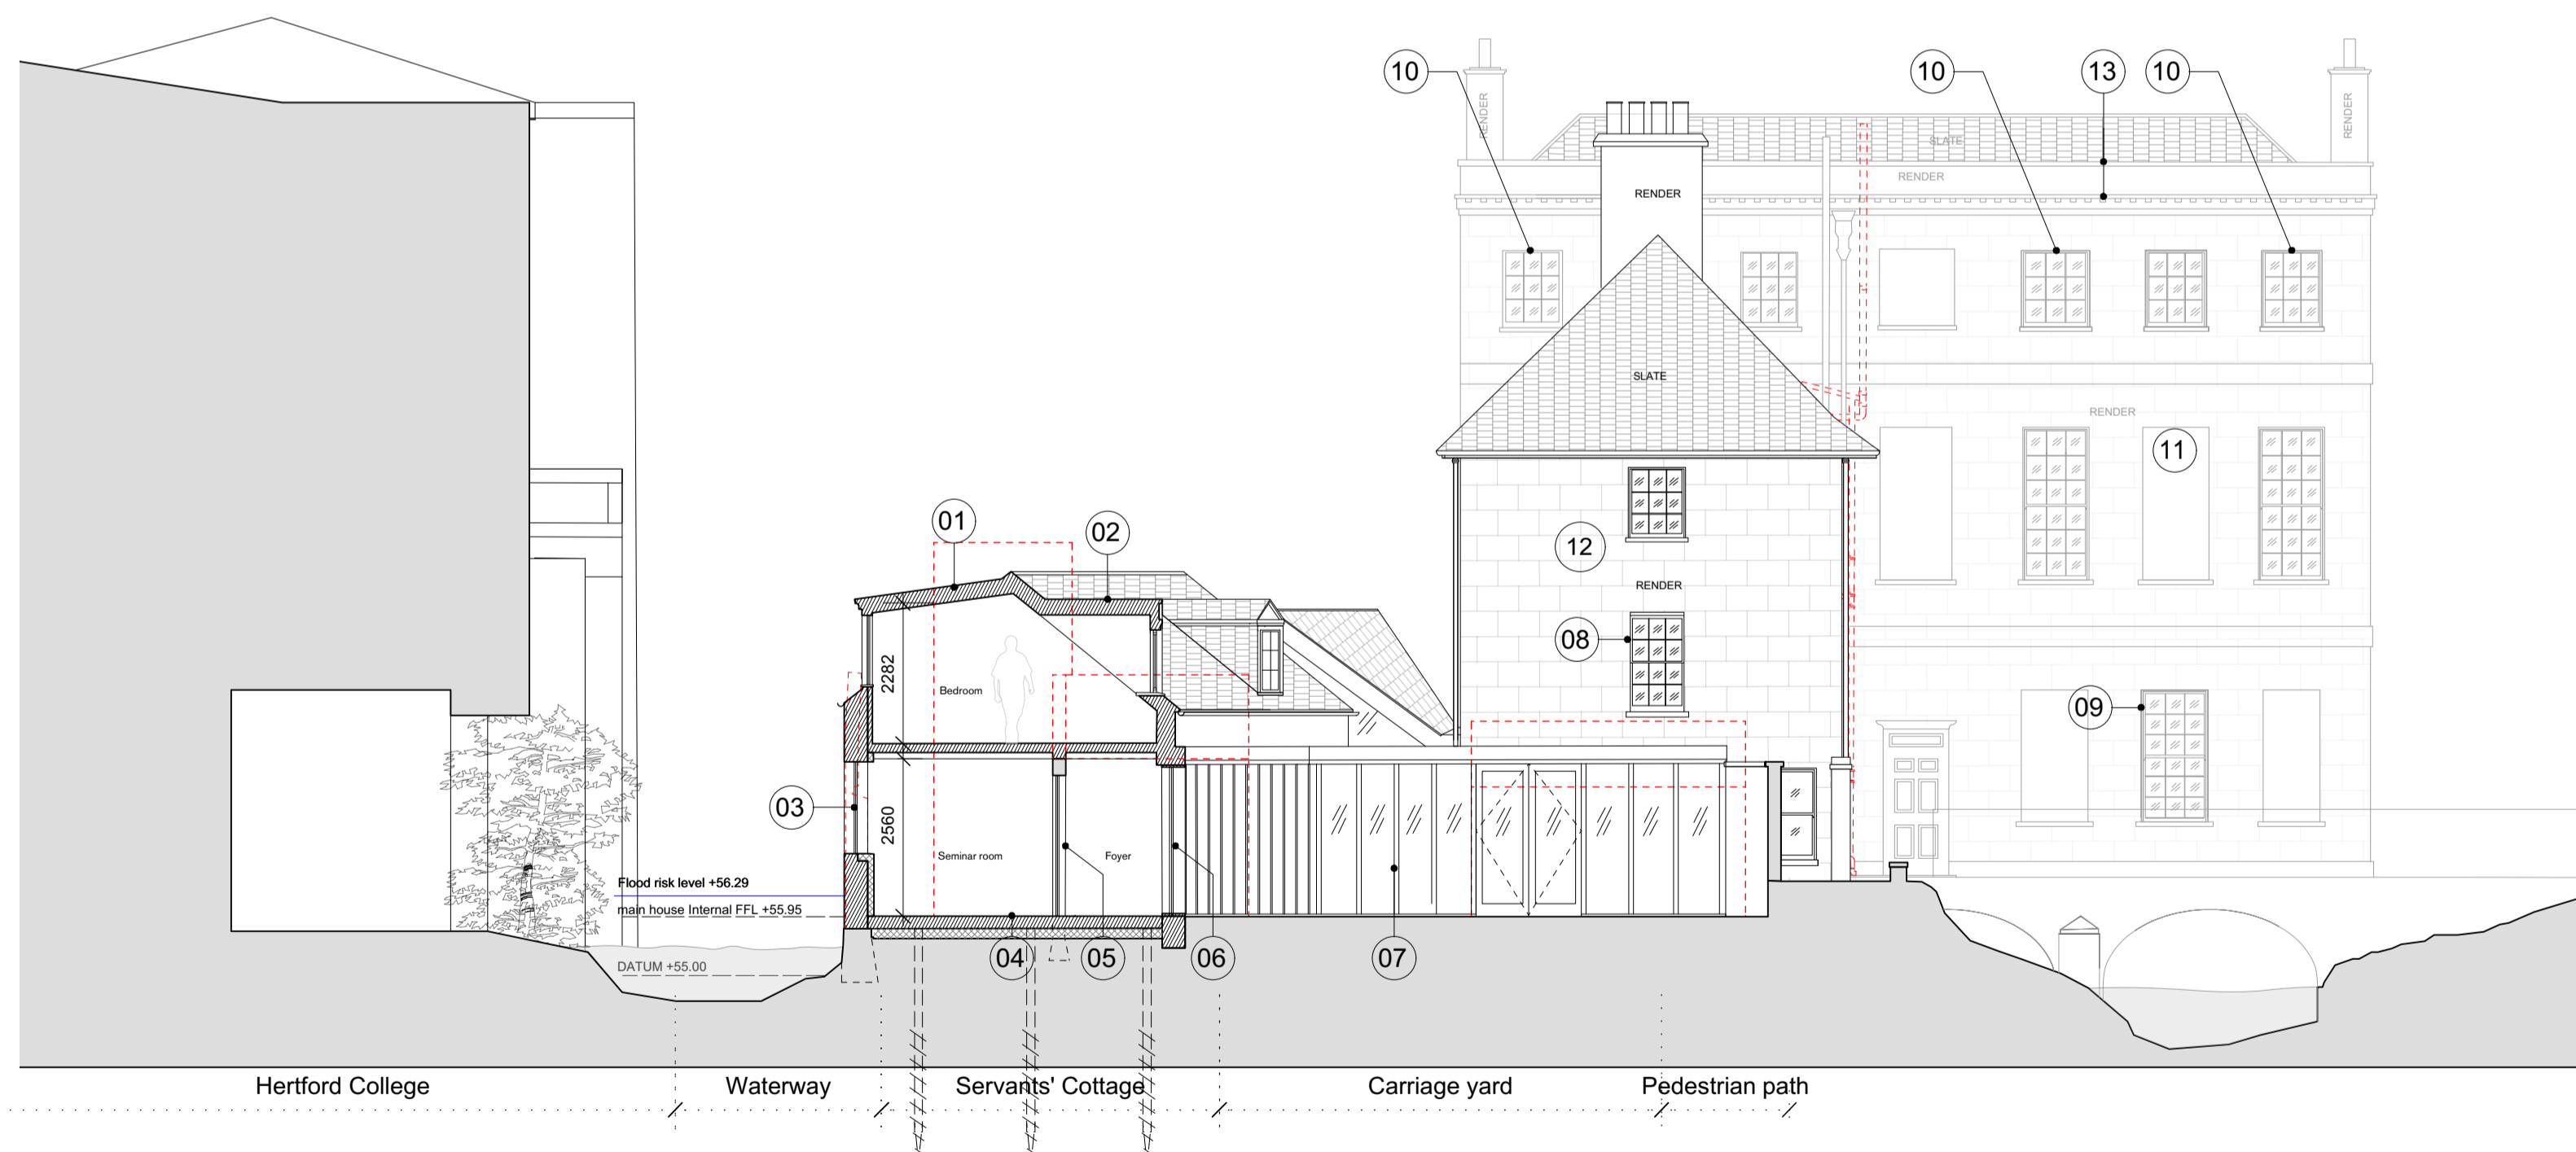 10
10
13
10
RENDER
RENDER
SLATE
RENDER
RENDER
SLATE
RENDER
11
01
02
12
RENDER
08
2282
Bedroom
09
03
2560
Seminar room
Foyer
Flood risk level +56.29
main house Internal FFL +55.95
04
05
06
07
DATUM +55.00
Hertford College
Waterway
Servants' Cottage
Carriage yard
Pedestrian path